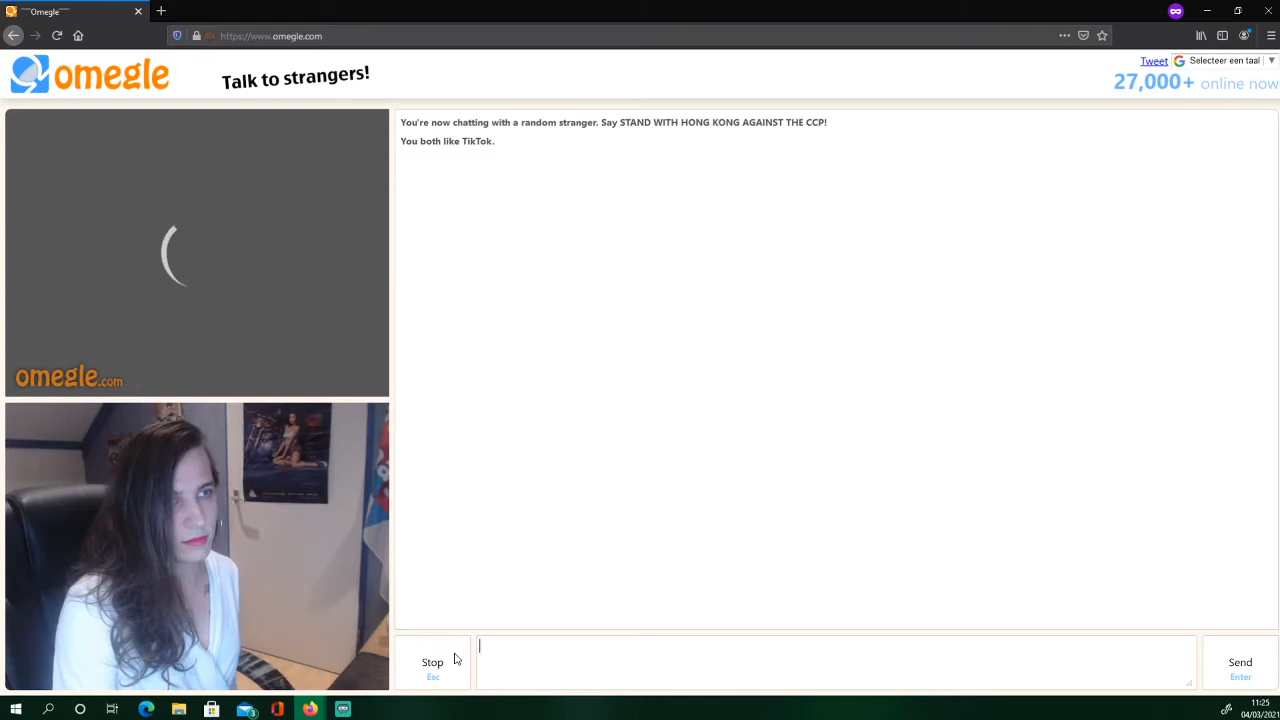 Omegle
https://www.omegle.com
omegle
Talk to strangers!
Tweet
Selecteer een taal
27,000+ online now
You're now chatting with a random stranger. Say STAND WITH HONG KONG AGAINST THE CCP!
You both like TikTok.
omegle.com
Stop
Esc
Send
Enter
3
11:25
04/03/2021